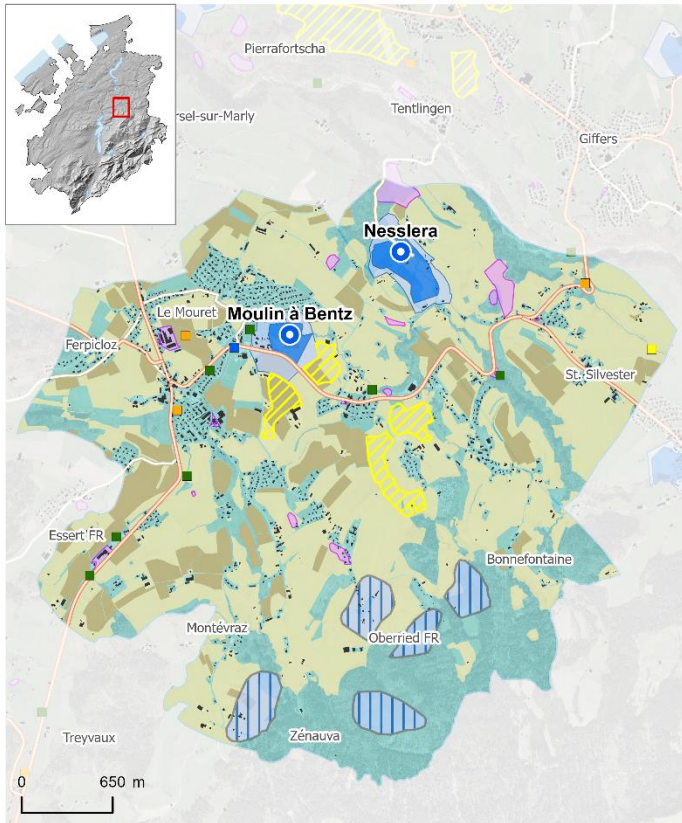 Pierrafortscha
Tentlingen
rsel-sur-Marly
Giffers
Nesslera
Le Mouret
Moulin à Bentz
Ferpicloz
St. Silvester
Essert FR
Bonnefontaine
Montévraz
Oberried FR
Zénauva
Treyvaux
0 650 m